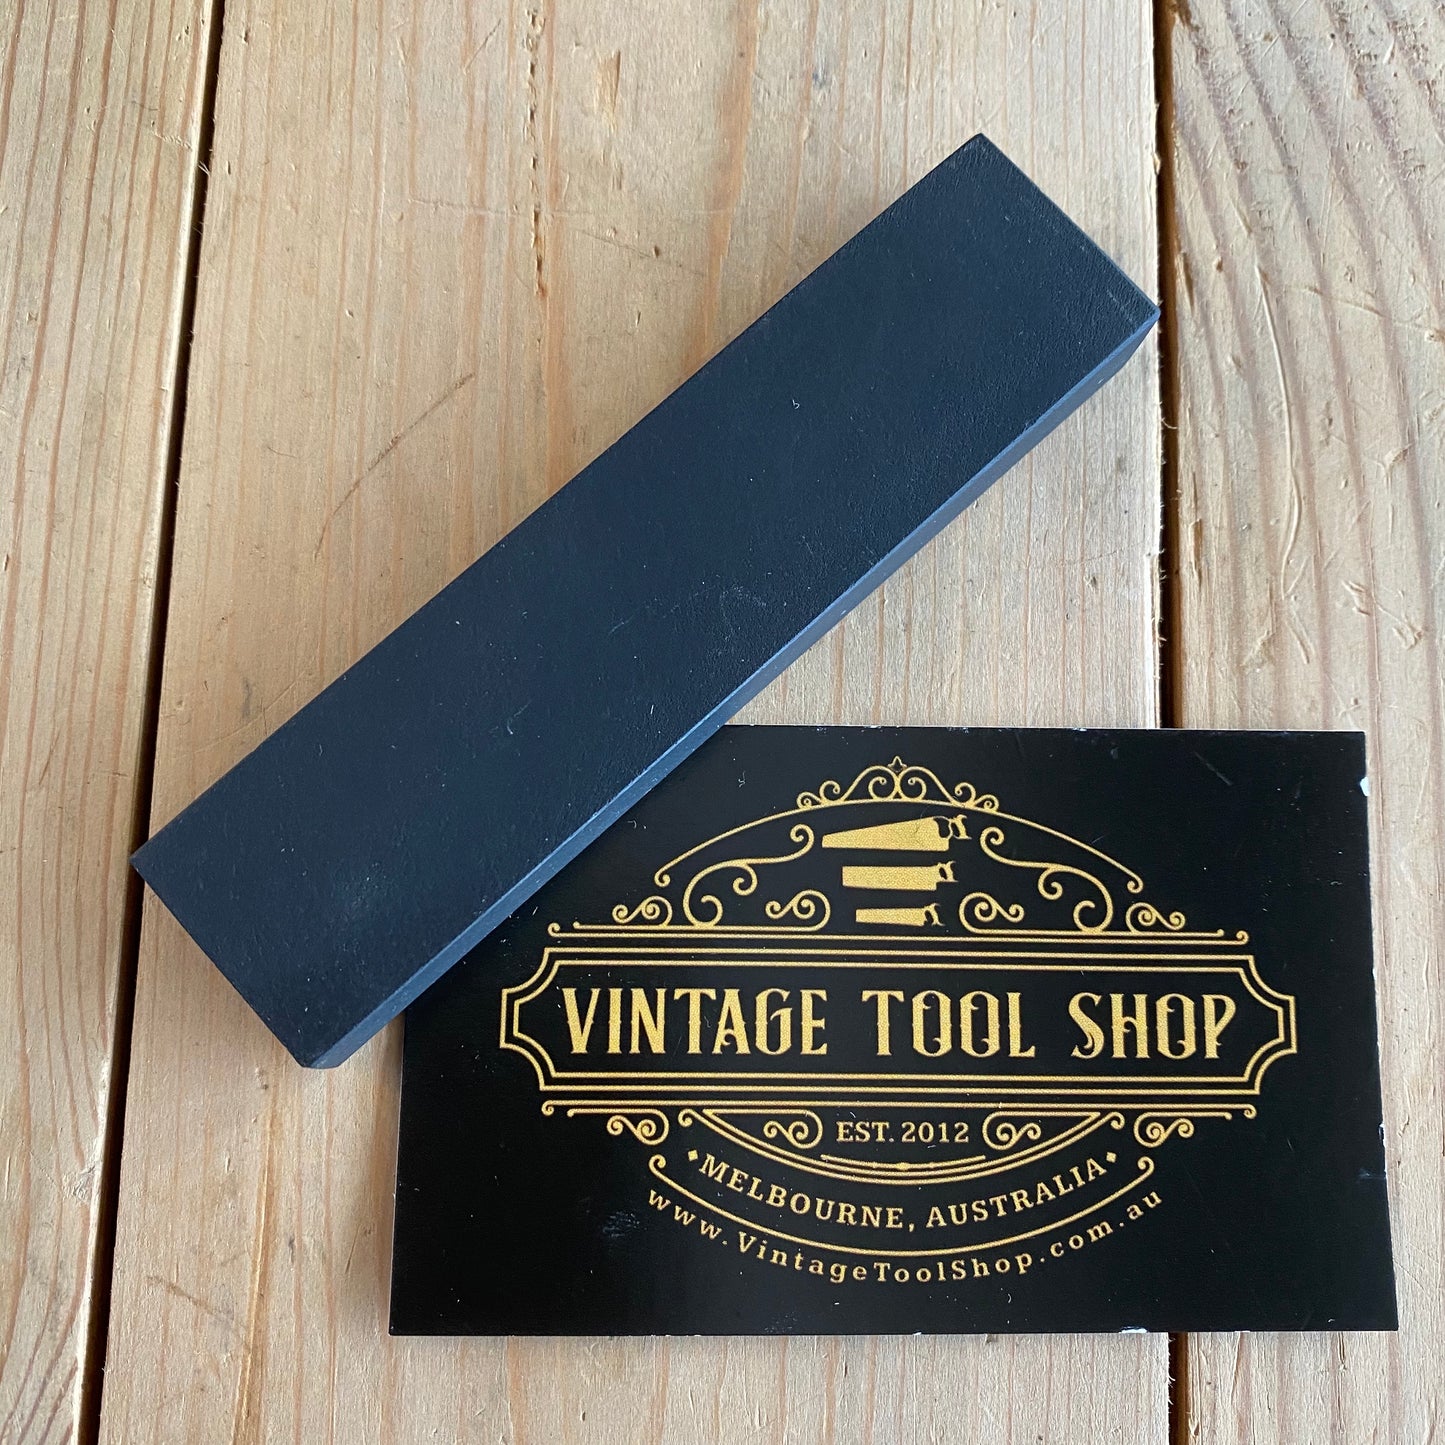 VINTAGE TOOL SHOP
EST. 2012
MELBOURNE, AUSTRALIA
www.VintageToolShop.com.au